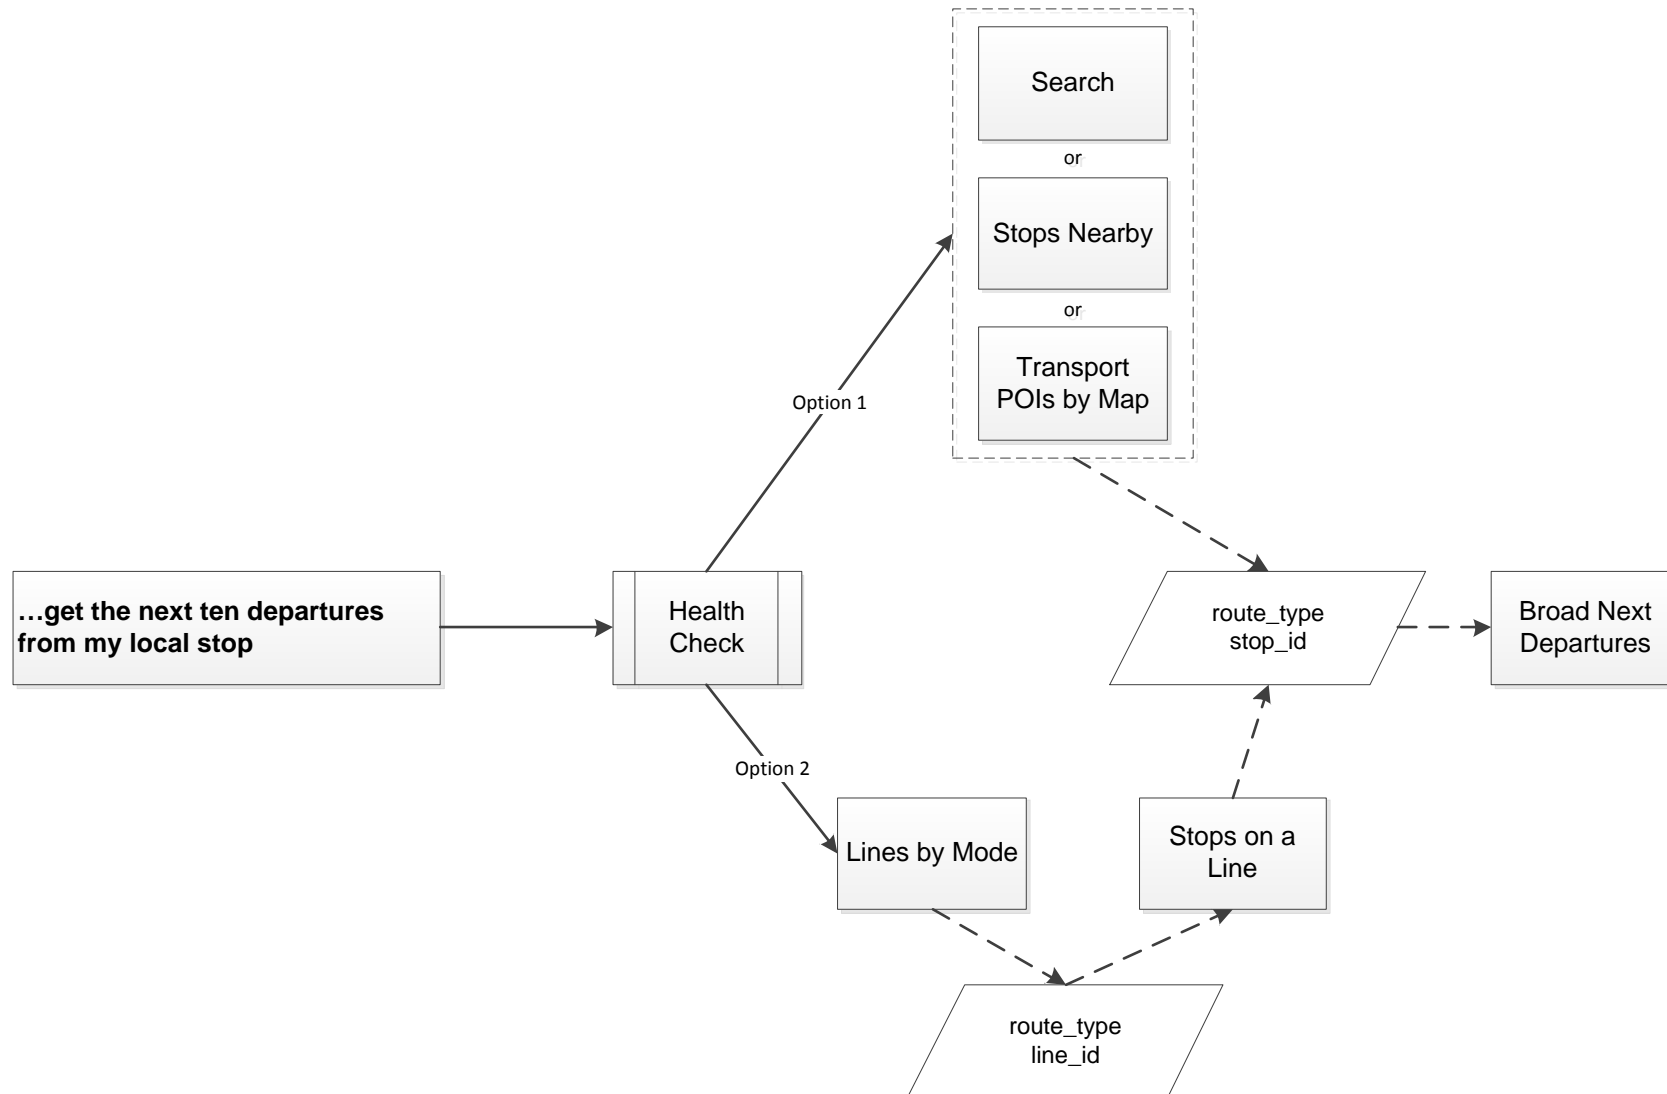 Search
or
Stops Nearby
or
Transport
POIs by Map
Option 1
…get the next ten departures
from my local stop
Health
Check
route_type
stop_id
Broad Next
Departures
Option 2
Lines by Mode
Stops on a
Line
route_type
line_id